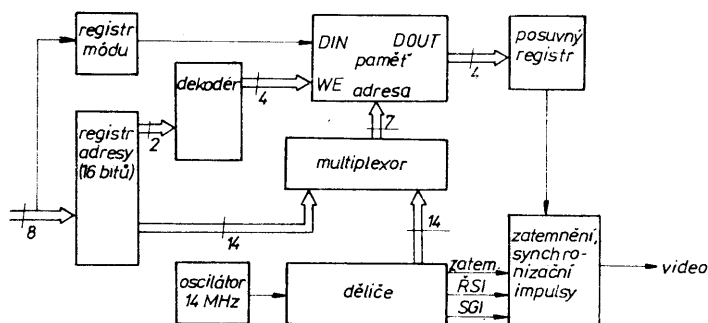 registr
módu
DIN
DOUT
paměť
WE
adresa
posuvný
registr
dekodér
4
4
registr
adresy
(16 bitů)
2
7
multiplexor
8
14
14
oscilátor
14 MHz
děliče
zatem.
ŘSI
SGI
zatemnění,
synchro-
nizační
impulsy
video